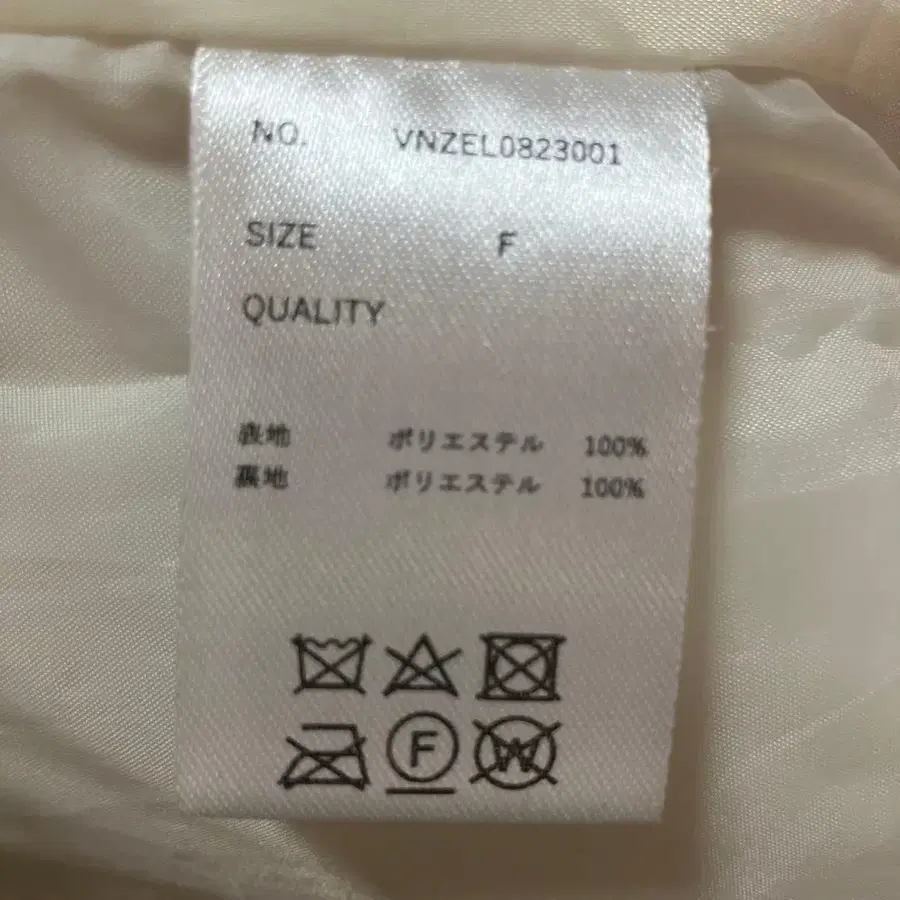 NO. VNZEL0823001
SIZE F
QUALITY
表地 ポリエステル 100%
裏地 ポリエステル 100%
F
W